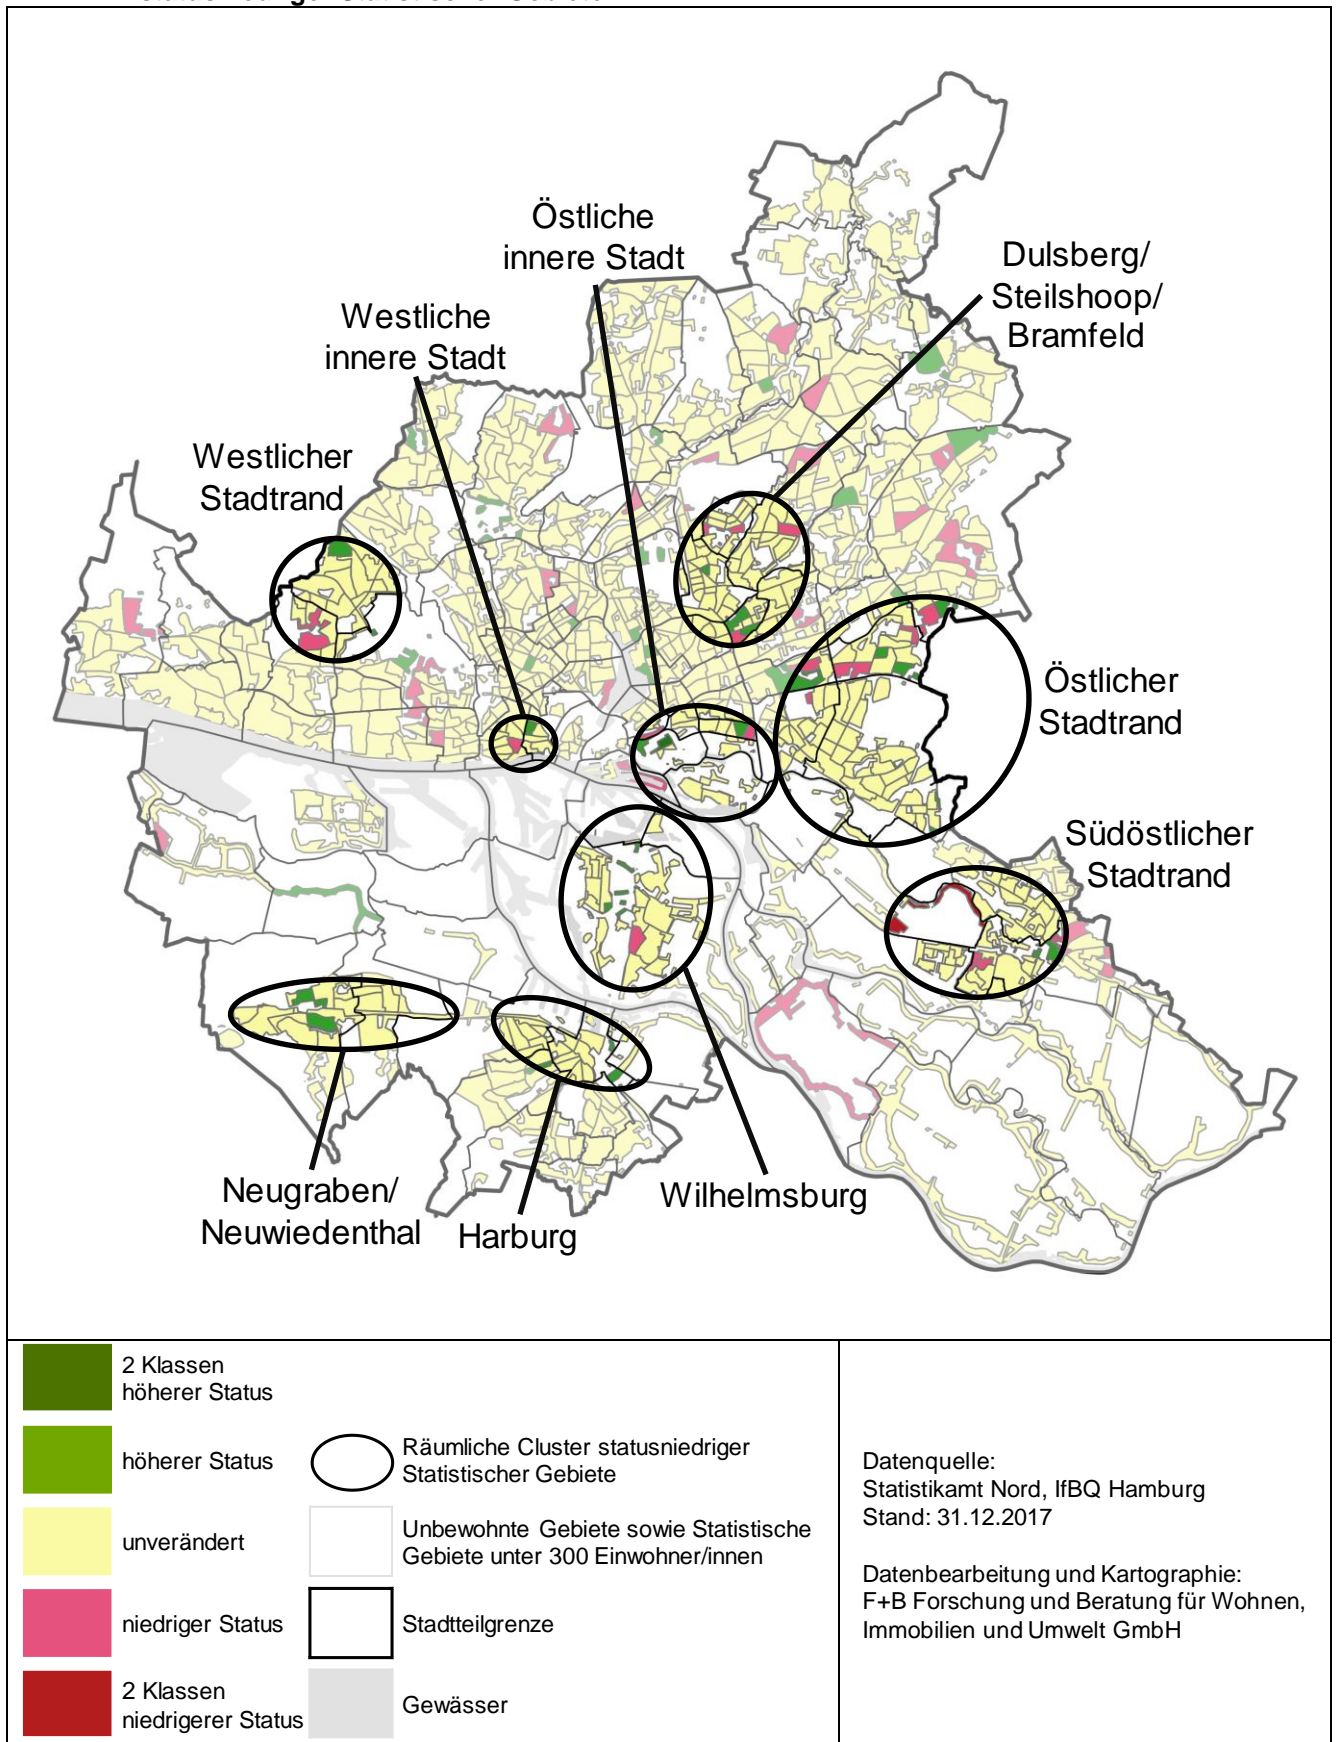 statusniedriger Statistischer Gebiete
Östliche
innere Stadt
Dulsberg/
Steilshoop/
Bramfeld
Westliche
innere Stadt
Westlicher
Stadtrand
Östlicher
Stadtrand
Südöstlicher
Stadtrand
Neugraben/
Neuwiedenthal
Harburg
Wilhelmsburg
2 Klassen
höherer Status
höherer Status
unverändert
niedriger Status
2 Klassen
niedrigerer Status
Räumliche Cluster statusniedriger
Statistischer Gebiete
Unbewohnte Gebiete sowie Statistische
Gebiete unter 300 Einwohner/innen
Stadtteilgrenze
Gewässer
Datenquelle:
Statistikamt Nord, IfBQ Hamburg
Stand: 31.12.2017
Datenbearbeitung und Kartographie:
F+B Forschung und Beratung für Wohnen,
Immobilien und Umwelt GmbH